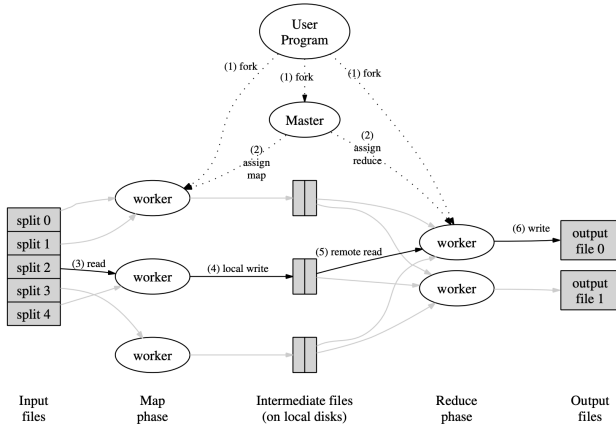 User
Program
(1) fork
(1) fork
(1) fork
Master
(2)
assign
map
(2)
assign
reduce
worker
split 0
split 1
split 2
split 3
split 4
(3) read
worker
(4) local write
(5) remote read
worker
(6) write
output
file 0
worker
output
file 1
worker
Input
files
Map
phase
Intermediate files
(on local disks)
Reduce
phase
Output
files